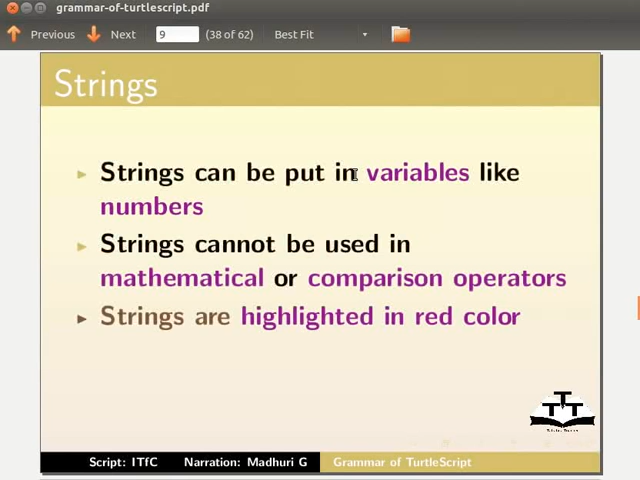 grammar-of-turtlescript.pdf
Previous Next 9 (38 of 62) Best Fit
Strings
Strings can be put in variables like
numbers
Strings cannot be used in
mathematical or comparison operators
Strings are highlighted in red color
Script: ITfC Narration: Madhuri G Grammar of TurtleScript